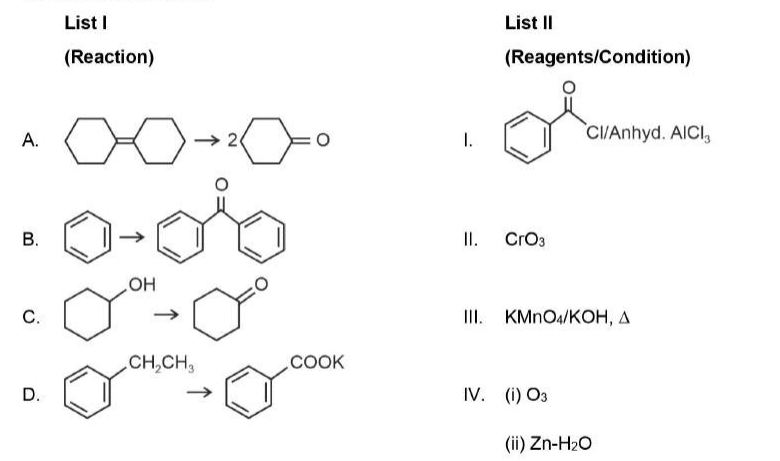 List I List II
(Reaction) (Reagents/Condition)
O
A. → 2 O I. Cl/Anhyd. AlCl₃
O
B. → II. CrO₃
OH O
C. → III. KMnO₄/KOH, Δ
CH₂CH₃ COOK
D. → IV. (i) O₃
(ii) Zn-H₂O